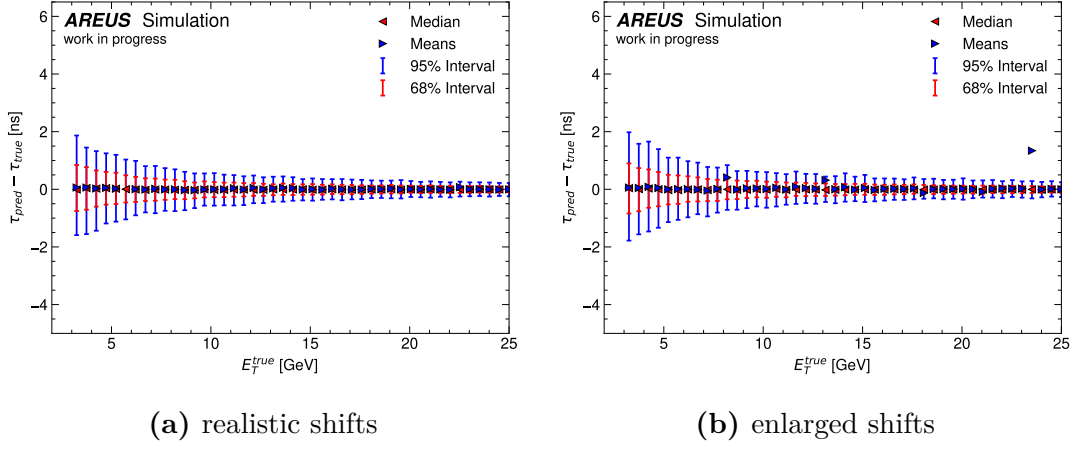 AREUS Simulation
work in progress
Median
Means
95% Interval
68% Interval
6
4
2
0
−2
−4
τpred − τtrue [ns]
5 10 15 20 25
E_T^true [GeV]
(a) realistic shifts
AREUS Simulation
work in progress
Median
Means
95% Interval
68% Interval
6
4
2
0
−2
−4
τpred − τtrue [ns]
5 10 15 20 25
E_T^true [GeV]
(b) enlarged shifts